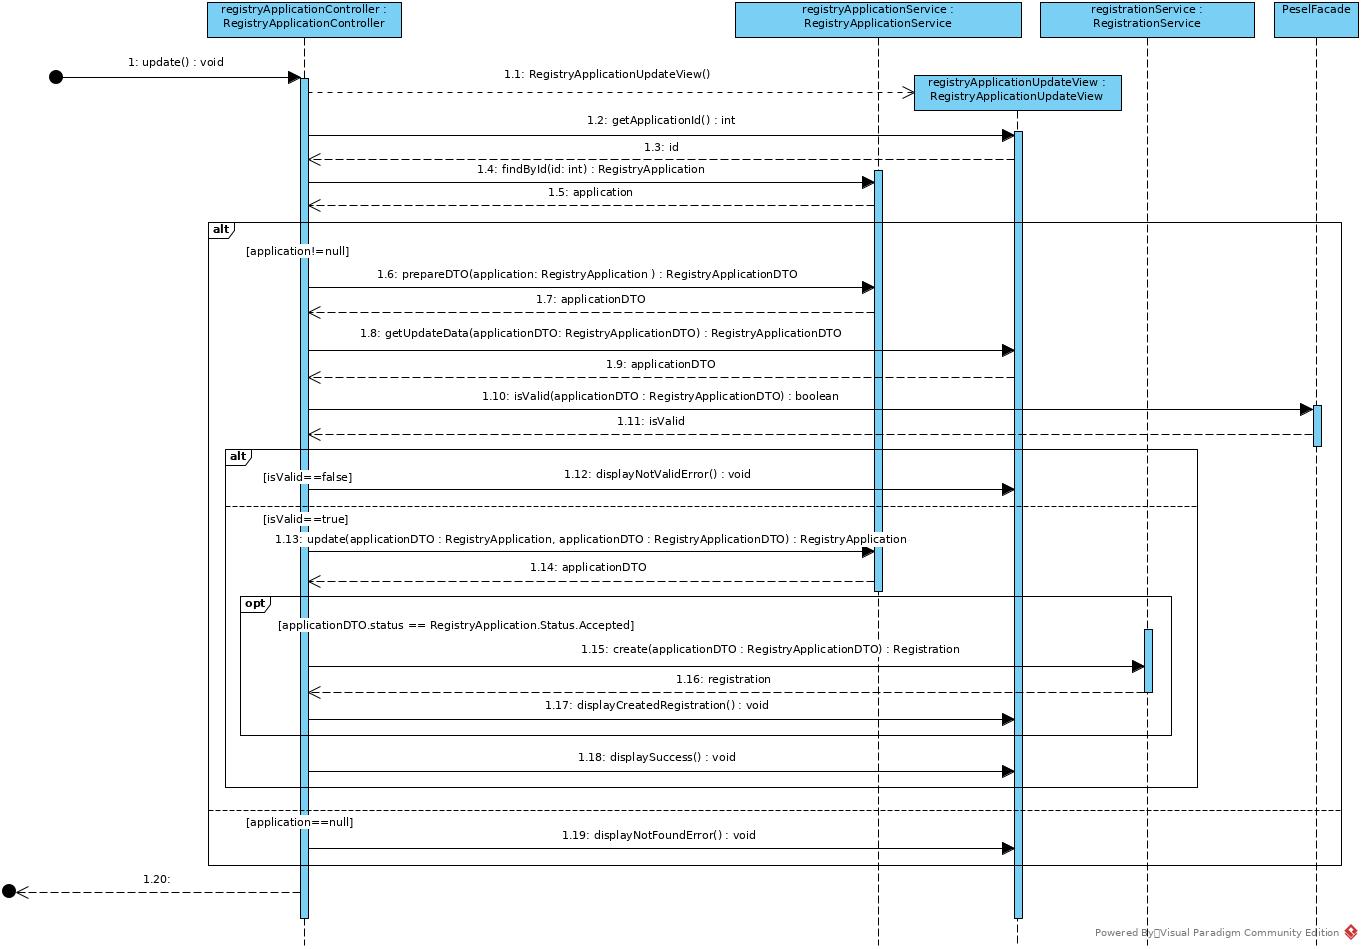 registryApplicationController :
RegistryApplicationController
registryApplicationService :
RegistryApplicationService
registrationService :
RegistrationService
PeselFacade
1: update() : void
1.1: RegistryApplicationUpdateView()
registryApplicationUpdateView :
RegistryApplicationUpdateView
1.2: getApplicationId() : int
1.3: id
1.4: findById(id: int) : RegistryApplication
1.5: application
alt
[application!=null]
1.6: prepareDTO(application: RegistryApplication ) : RegistryApplicationDTO
1.7: applicationDTO
1.8: getUpdateData(applicationDTO: RegistryApplicationDTO) : RegistryApplicationDTO
1.9: applicationDTO
1.10: isValid(applicationDTO : RegistryApplicationDTO) : boolean
1.11: isValid
alt
[isValid==false]
1.12: displayNotValidError() : void
[isValid==true]
1.13: update(applicationDTO : RegistryApplication, applicationDTO : RegistryApplicationDTO) : RegistryApplication
1.14: applicationDTO
opt
[applicationDTO.status == RegistryApplication.Status.Accepted]
1.15: create(applicationDTO : RegistryApplicationDTO) : Registration
1.16: registration
1.17: displayCreatedRegistration() : void
1.18: displaySuccess() : void
[application==null]
1.19: displayNotFoundError() : void
1.20:
Powered By Visual Paradigm Community Edition